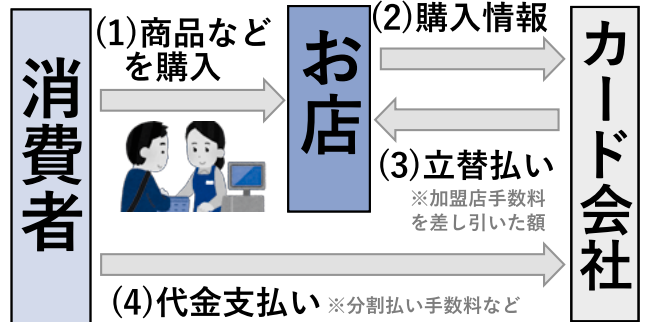 消費者
(1)商品など
を購入
お店
(2)購入情報
(3)立替払い
※加盟店手数料
を差し引いた額
カード会社
(4)代金支払い ※分割払い手数料など